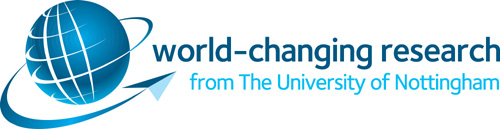 world-changing research
from The University of Nottingham